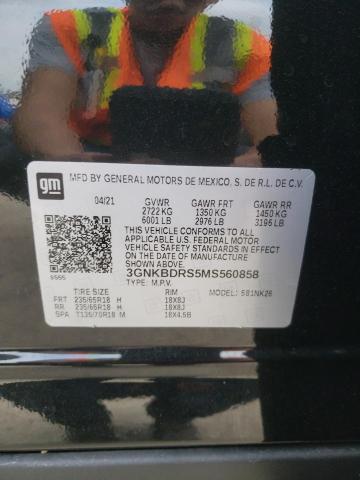 gm
MFD BY GENERAL MOTORS DE MEXICO, S. DE R.L. DE C.V.
04/21 GVWR GAWR FRT GAWR RR
2722 KG 1350 KG 1450 KG
6001 LB 2976 LB 3196 LB
THIS VEHICLE CONFORMS TO ALL
APPLICABLE U.S. FEDERAL MOTOR
VEHICLE SAFETY STANDARDS IN EFFECT
ON THE DATE OF MANUFACTURE
SHOWN ABOVE.
3GNKBDRS5MS560858
TYPE: M.P.V.
TIRE SIZE RIM MODEL: 1NK26
FRT 235/65R18 H 18X8J
RR 235/65R18 H 18X8J
SPA T135/70R18 M 18X4.5B